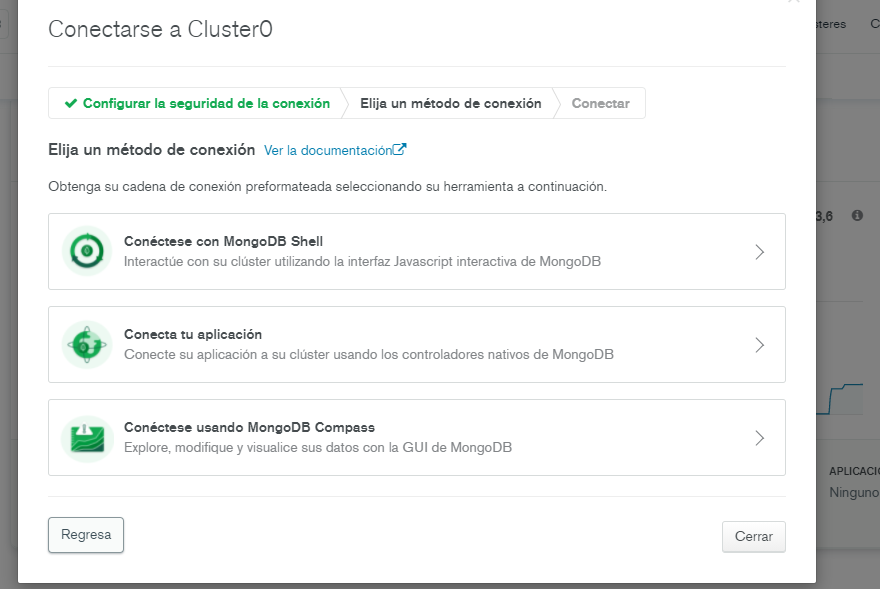 Conectarse a Cluster0
Configurar la seguridad de la conexión
Elija un método de conexión
Conectar
Elija un método de conexión Ver la documentación
Obtenga su cadena de conexión preformateada seleccionando su herramienta a continuación.
3,6
Conéctese con MongoDB Shell
Interactúe con su clúster utilizando la interfaz Javascript interactiva de MongoDB
Conecta tu aplicación
Conecte su aplicación a su clúster usando los controladores nativos de MongoDB
Conéctese usando MongoDB Compass
Explore, modifique y visualice sus datos con la GUI de MongoDB
Ninguno
Regresa
Cerrar